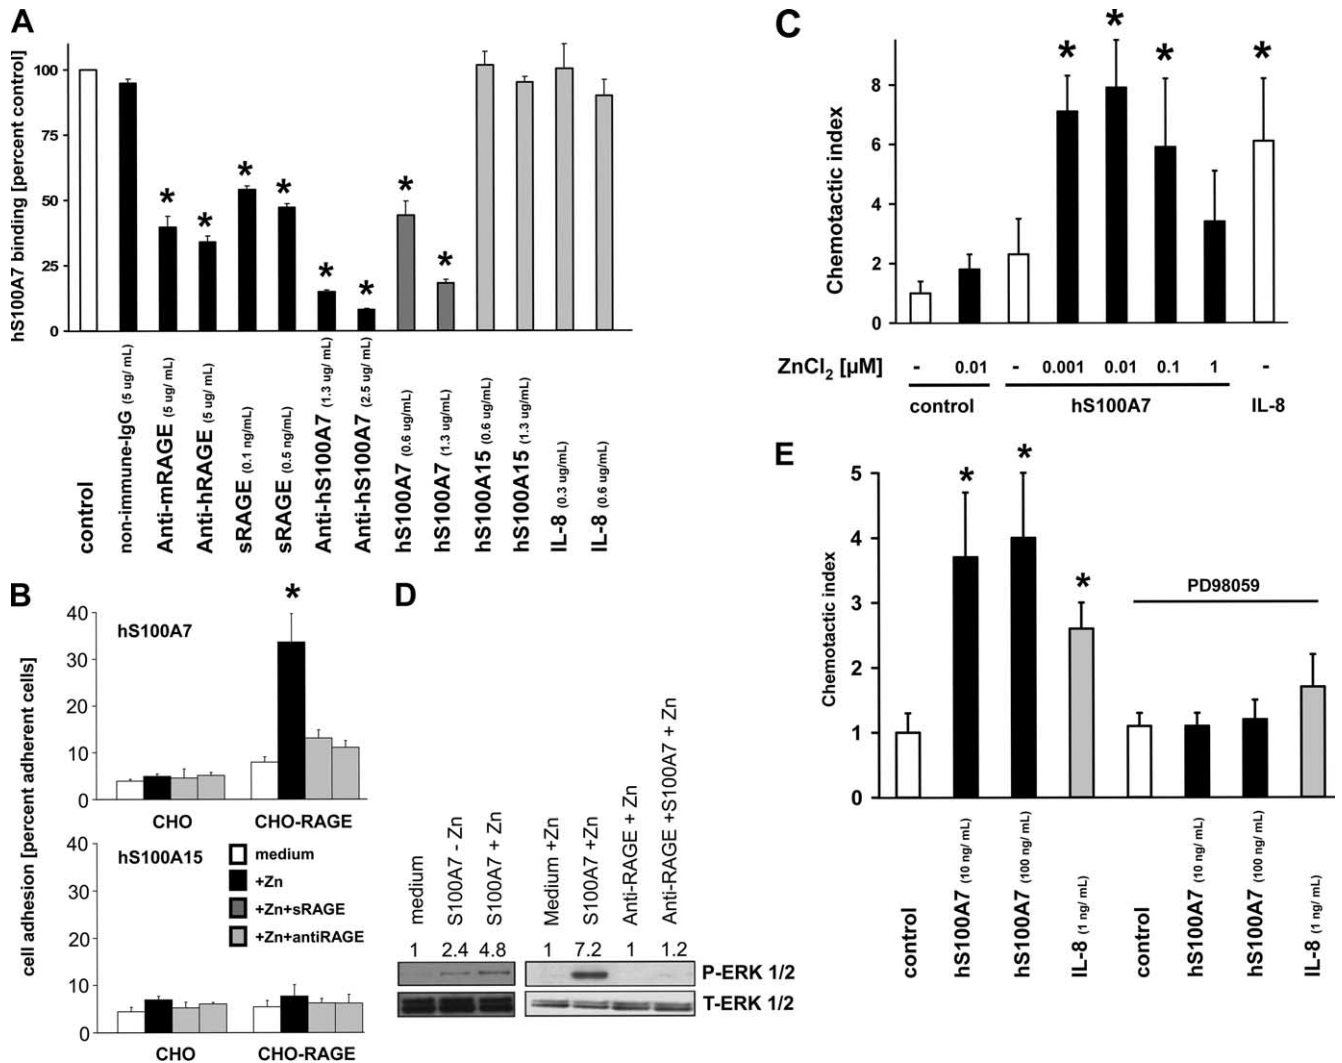 A
hS100A7 binding [percent control]
100
75
50
25
0
* * * * * * * *
control
non-immune-IgG (5 ug/ mL)
Anti-mRAGE (5 ug/ mL)
Anti-hRAGE (5 ug/ mL)
sRAGE (0.1 ng/mL)
sRAGE (0.5 ng/mL)
Anti-hS100A7 (1.3 ug/mL)
Anti-hS100A7 (2.5 ug/mL)
hS100A7 (0.6 ug/mL)
hS100A7 (1.3 ug/mL)
hS100A15 (0.6 ug/mL)
hS100A15 (1.3 ug/mL)
IL-8 (0.3 ug/mL)
IL-8 (0.6 ug/mL)
B
cell adhesion [percent adherent cells]
hS100A7
*
40
30
20
10
0
CHO CHO-RAGE
hS100A15
40
30
20
10
0
medium
+Zn
+Zn+sRAGE
+Zn+antiRAGE
CHO CHO-RAGE
C
Chemotactic index
8
6
4
2
0
* * * *
ZnCl2 [µM] - 0.01 - 0.001 0.01 0.1 1 -
control hS100A7 IL-8
D
medium
S100A7 - Zn
S100A7 + Zn
Medium +Zn
S100A7 +Zn
Anti-RAGE + Zn
Anti-RAGE +S100A7 + Zn
1 2.4 4.8 1 7.2 1 1.2
P-ERK 1/2
T-ERK 1/2
E
Chemotactic index
5
4
3
2
1
0
* * *
PD98059
control
hS100A7 (10 ng/ mL)
hS100A7 (100 ng/ mL)
IL-8 (1 ng/ mL)
control
hS100A7 (10 ng/ mL)
hS100A7 (100 ng/ mL)
IL-8 (1 ng/ mL)